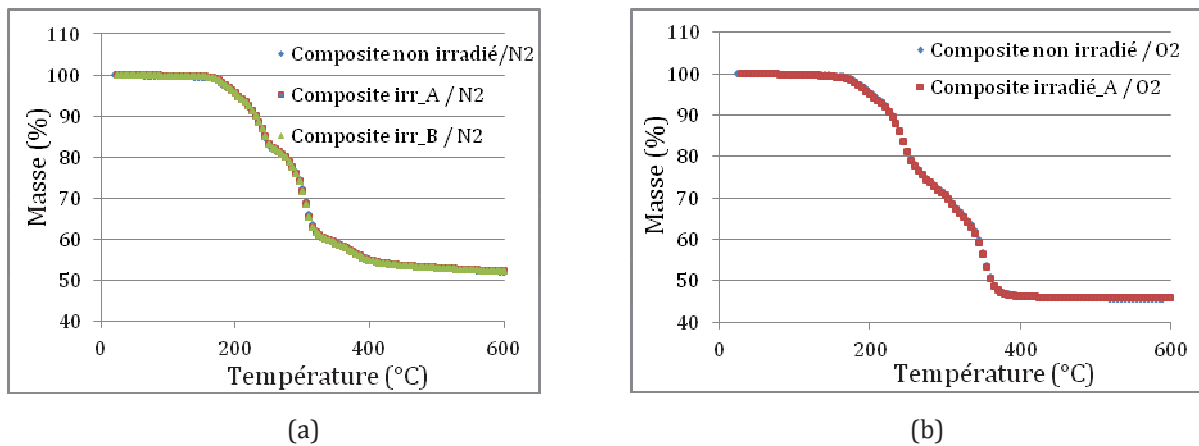 110
100
90
80
70
60
50
40
Masse (%)
Composite non irradié/N2
Composite irr_A / N2
Composite irr_B / N2
0
200
400
600
Température (°C)
(a)
110
100
90
80
70
60
50
40
Masse (%)
Composite non irradié / O2
Composite irradié_A / O2
0
200
400
600
Température (°C)
(b)